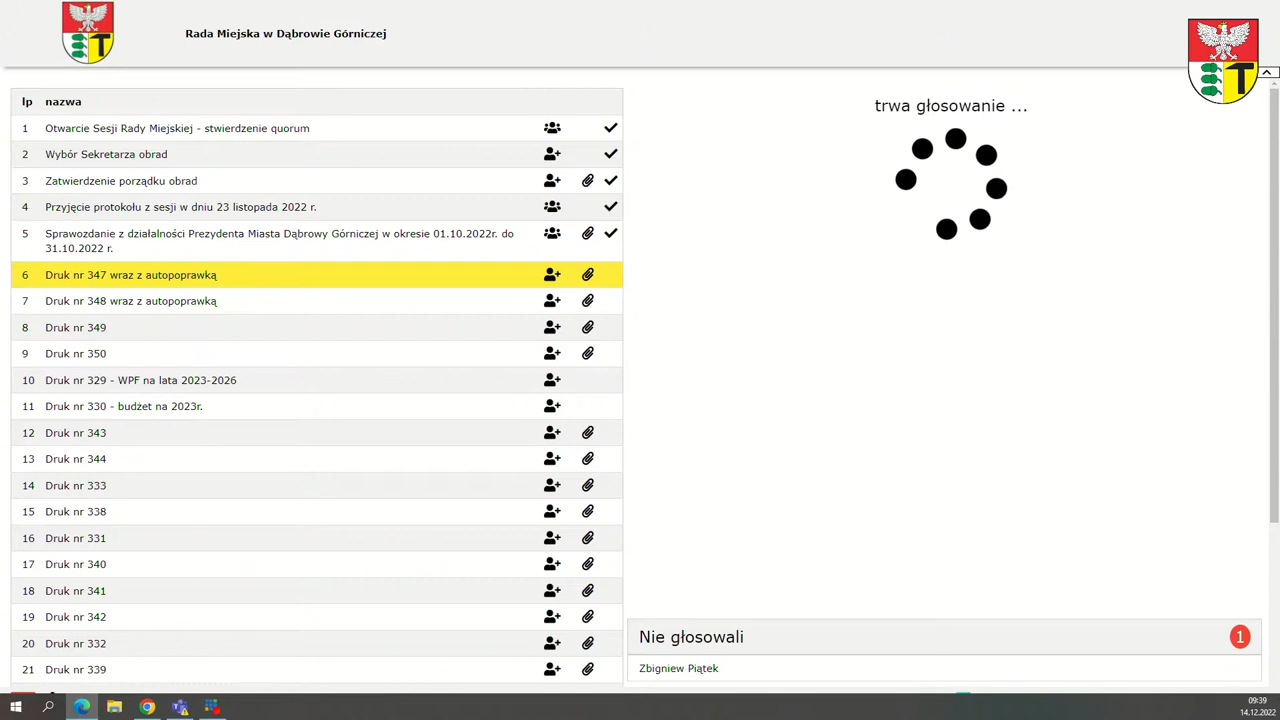 Rada Miejska w Dąbrowie Górniczej
lp nazwa
1 Otwarcie Sesji Rady Miejskiej - stwierdzenie quorum
2 Wybór Sekretarza obrad
3 Zatwierdzenie porządku obrad
4 Przyjęcie protokołu z sesji w dniu 23 listopada 2022 r.
5 Sprawozdanie z działalności Prezydenta Miasta Dąbrowy Górniczej w okresie 01.10.2022r. do
31.10.2022 r.
6 Druk nr 347 wraz z autopoprawką
7 Druk nr 348 wraz z autopoprawką
8 Druk nr 349
9 Druk nr 350
10 Druk nr 329 - WPF na lata 2023-2026
11 Druk nr 330 - budżet na 2023r.
12 Druk nr 343
13 Druk nr 344
14 Druk nr 333
15 Druk nr 338
16 Druk nr 331
17 Druk nr 340
18 Druk nr 341
19 Druk nr 342
20 Druk nr 332
21 Druk nr 339
trwa głosowanie ...
Nie głosowali 1
Zbigniew Piątek
09:39
14.12.2022